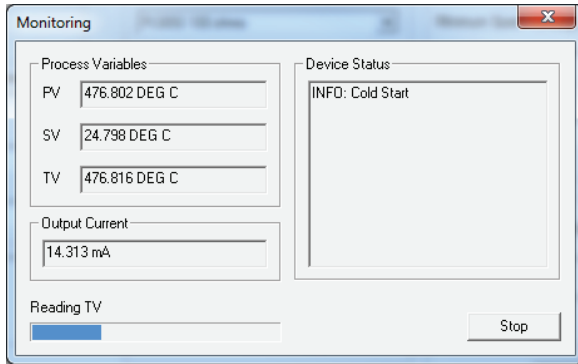 Monitoring
Process Variables
PV 476.802 DEG C
SV 24.798 DEG C
TV 476.816 DEG C
Output Current
14.313 mA
Reading TV
Device Status
INFO: Cold Start
Stop